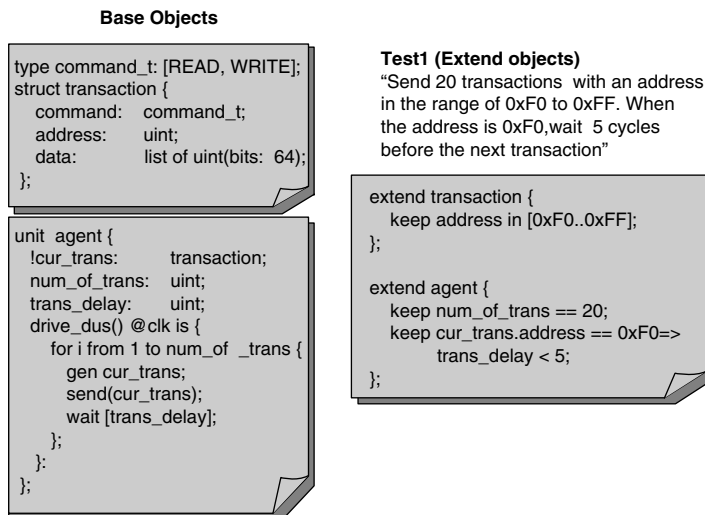 Base Objects
type command_t: [READ, WRITE];
struct transaction {
command: command_t;
address: uint;
data: list of uint(bits: 64);
};
unit agent {
!cur_trans: transaction;
num_of_trans: uint;
trans_delay: uint;
drive_dus() @clk is {
for i from 1 to num_of _trans {
gen cur_trans;
send(cur_trans);
wait [trans_delay];
};
}:
};
Test1 (Extend objects)
“Send 20 transactions with an address
in the range of 0xF0 to 0xFF. When
the address is 0xF0,wait 5 cycles
before the next transaction”
extend transaction {
keep address in [0xF0..0xFF];
};
extend agent {
keep num_of_trans == 20;
keep cur_trans.address == 0xF0=>
trans_delay < 5;
};